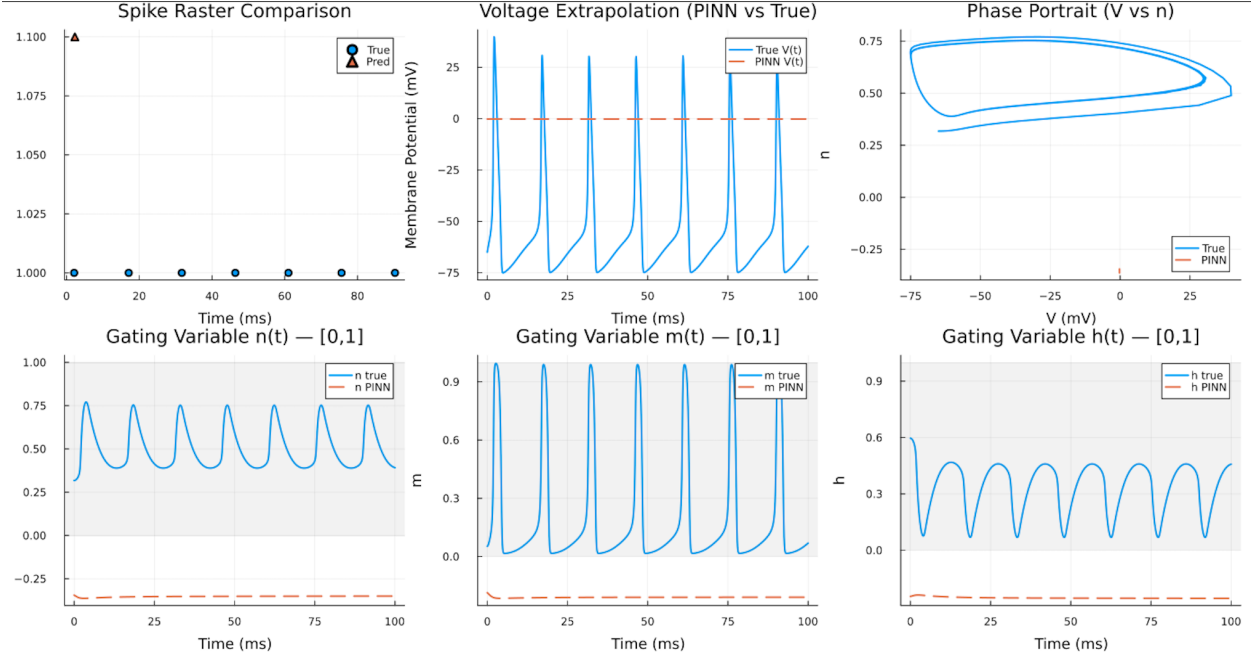 Spike Raster Comparison
1.100
1.075
1.050
1.025
1.000
0 20 40 60 80
Time (ms)
True
Pred
Voltage Extrapolation (PINN vs True)
Membrane Potential (mV)
25
0
−25
−50
−75
0 25 50 75 100
Time (ms)
True V(t)
PINN V(t)
Phase Portrait (V vs n)
n
0.75
0.50
0.25
0.00
−0.25
−75 −50 −25 0 25
V (mV)
True
PINN
Gating Variable n(t) — [0,1]
1.00
0.75
0.50
0.25
0.00
−0.25
0 25 50 75 100
Time (ms)
n true
n PINN
Gating Variable m(t) — [0,1]
m
0.9
0.6
0.3
0.0
0 25 50 75 100
Time (ms)
m true
m PINN
Gating Variable h(t) — [0,1]
h
0.9
0.6
0.3
0.0
0 25 50 75 100
Time (ms)
h true
h PINN